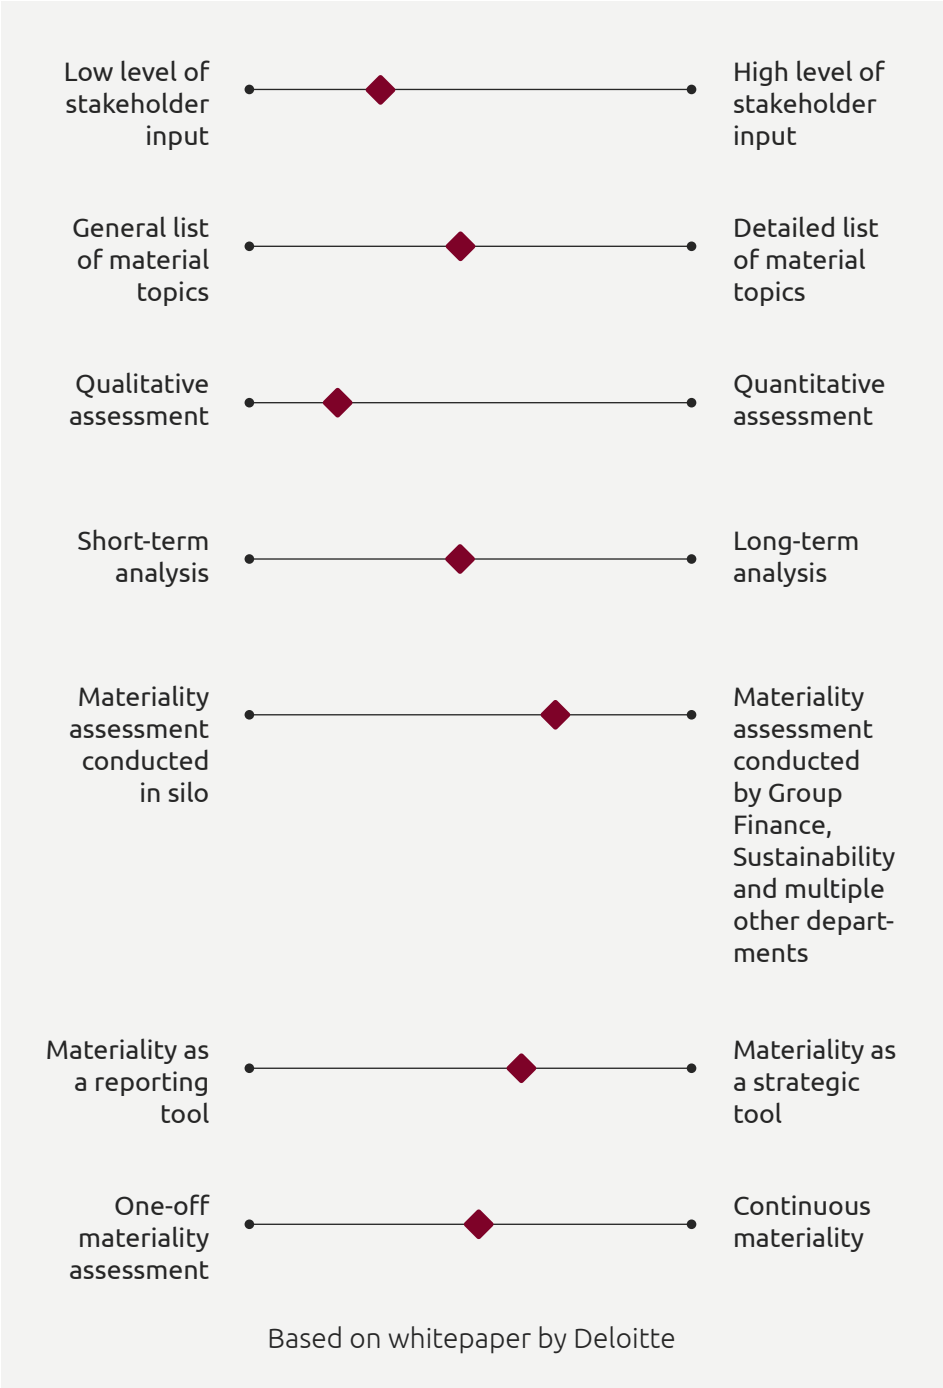 Low level of
stakeholder
input
High level of
stakeholder
input
General list
of material
topics
Detailed list
of material
topics
Qualitative
assessment
Quantitative
assessment
Short-term
analysis
Long-term
analysis
Materiality
assessment
conducted
in silo
Materiality
assessment
conducted
by Group
Finance,
Sustainability
and multiple
other depart-
ments
Materiality as
a reporting
tool
Materiality as
a strategic
tool
One-off
materiality
assessment
Continuous
materiality
Based on whitepaper by Deloitte